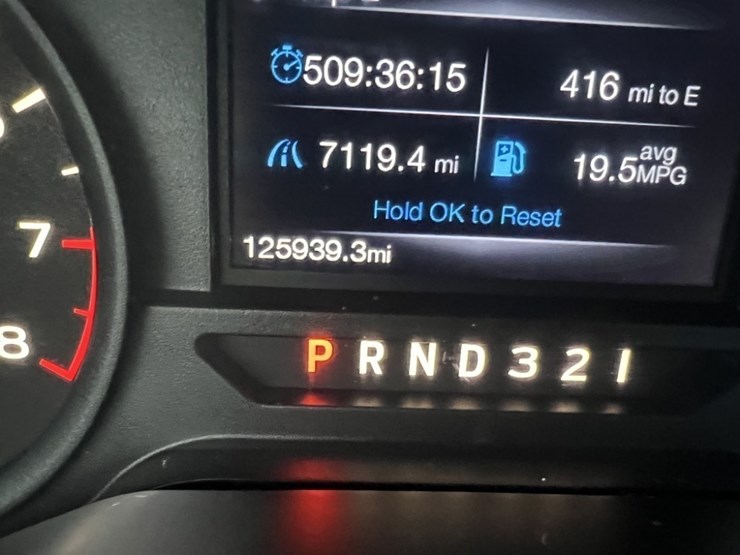 509:36:15
416 mi to E
7119.4 mi
19.5 avg MPG
Hold OK to Reset
125939.3mi
7
8
P R N D 3 2 1